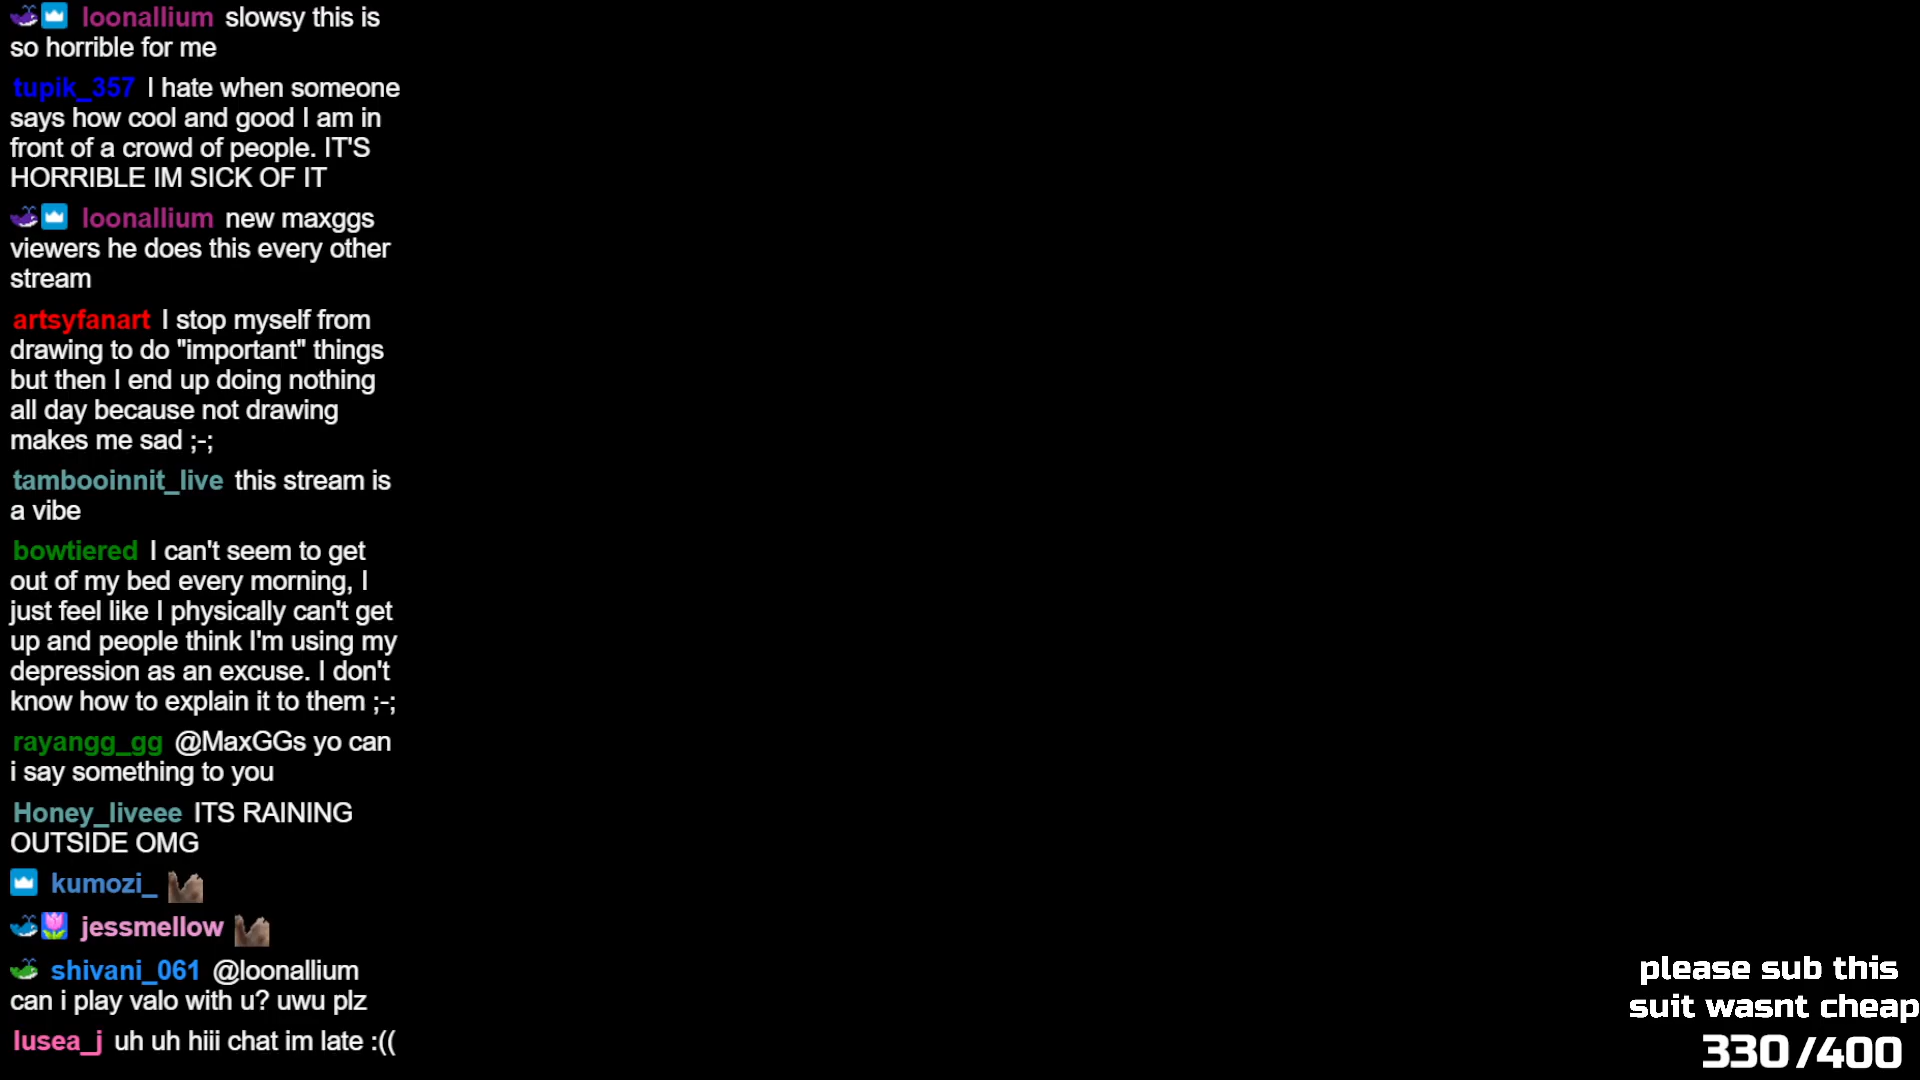 loonallium slowsy this is
so horrible for me
tupik_357 I hate when someone
says how cool and good I am in
front of a crowd of people. IT'S
HORRIBLE IM SICK OF IT
loonallium new maxggs
viewers he does this every other
stream
artsyfanart I stop myself from
drawing to do "important" things
but then I end up doing nothing
all day because not drawing
makes me sad ;-;
tambooinnit_live this stream is
a vibe
bowtiered I can't seem to get
out of my bed every morning, I
just feel like I physically can't get
up and people think I'm using my
depression as an excuse. I don't
know how to explain it to them ;-;
rayangg_gg @MaxGGs yo can
i say something to you
Honey_liveee ITS RAINING
OUTSIDE OMG
kumozi_
jessmellow
shivani_061 @loonallium
can i play valo with u? uwu plz
lusea_j uh uh hiii chat im late :((
please sub this
suit wasnt cheap
330/400